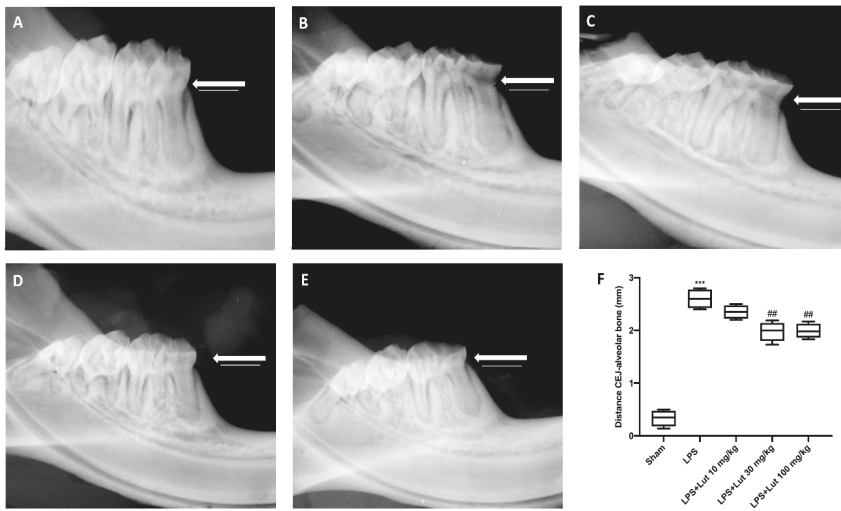 A
B
C
D
E
F
Distance CEJ-alveolar bone (mm)
3
2
1
0
***
##
##
Sham
LPS
LPS+Lut 10 mg/kg
LPS+Lut 30 mg/kg
LPS+Lut 100 mg/kg